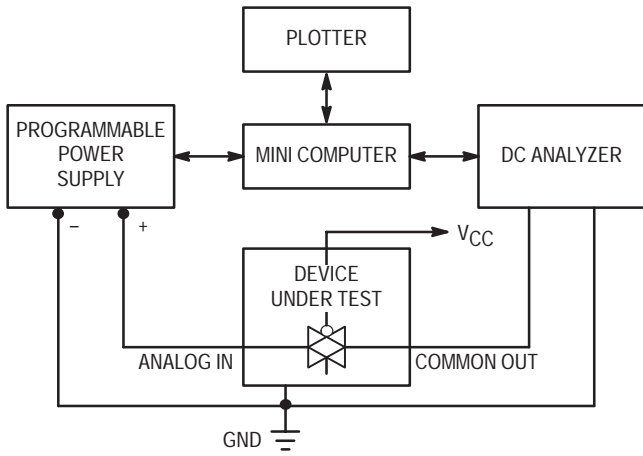 PLOTTER
PROGRAMMABLE
POWER
SUPPLY
MINI COMPUTER
DC ANALYZER
– +
VCC
DEVICE
UNDER TEST
ANALOG IN
COMMON OUT
GND